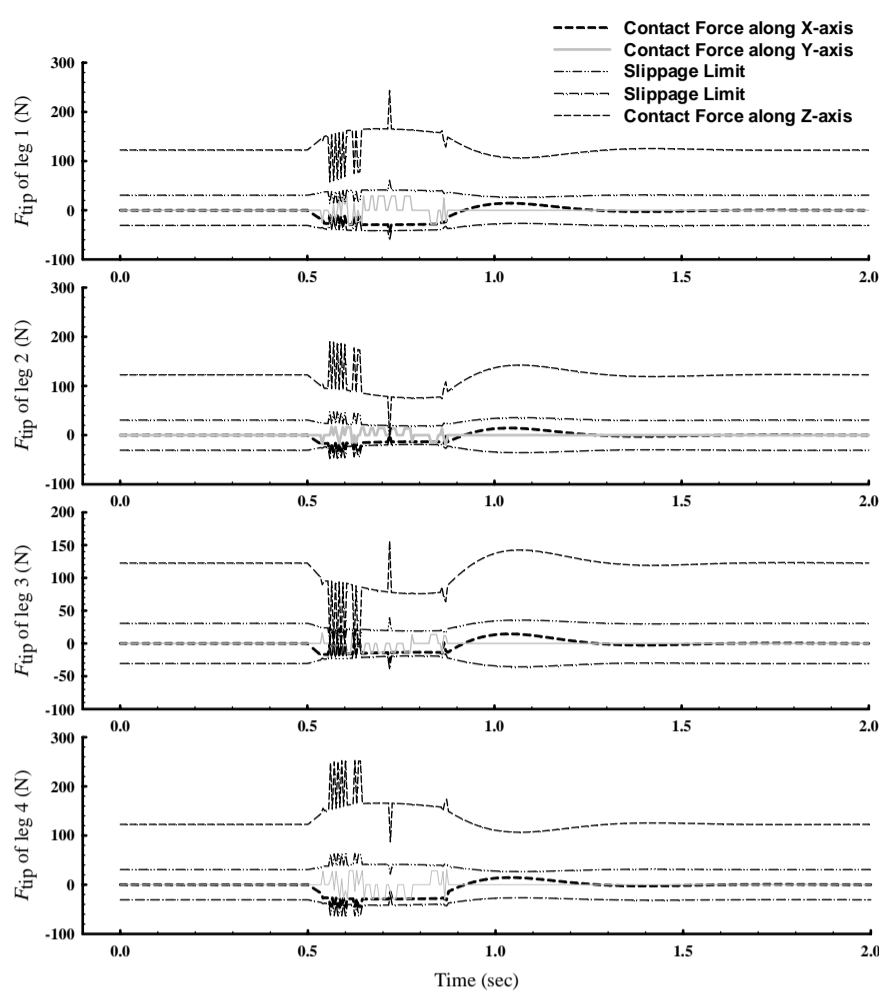 Contact Force along X-axis
Contact Force along Y-axis
Slippage Limit
Slippage Limit
Contact Force along Z-axis
300
200
100
0
-100
Ftip of leg 1 (N)
0.0 0.5 1.0 1.5 2.0
300
200
100
0
-100
Ftip of leg 2 (N)
0.0 0.5 1.0 1.5 2.0
200
150
100
50
0
-50
-100
Ftip of leg 3 (N)
0.0 0.5 1.0 1.5 2.0
300
200
100
0
-100
Ftip of leg 4 (N)
0.0 0.5 1.0 1.5 2.0
Time (sec)